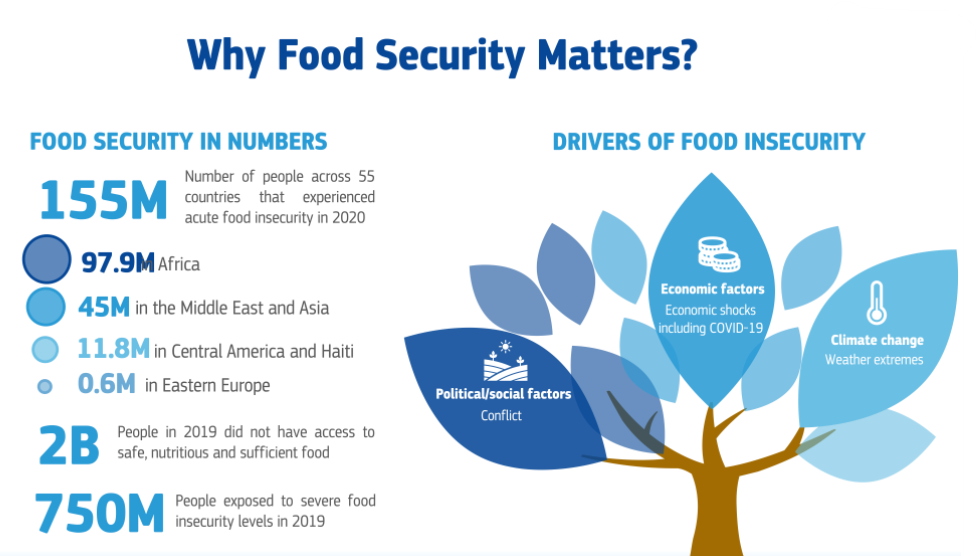 Why Food Security Matters?
FOOD SECURITY IN NUMBERS
155M
Number of people across 55
countries that experienced
acute food insecurity in 2020
97.9M Africa
45M in the Middle East and Asia
11.8M in Central America and Haiti
0.6M in Eastern Europe
2B
People in 2019 did not have access to
safe, nutritious and sufficient food
750M
People exposed to severe food
insecurity levels in 2019
DRIVERS OF FOOD INSECURITY
Economic factors
Economic shocks
including COVID-19
Climate change
Weather extremes
Political/social factors
Conflict